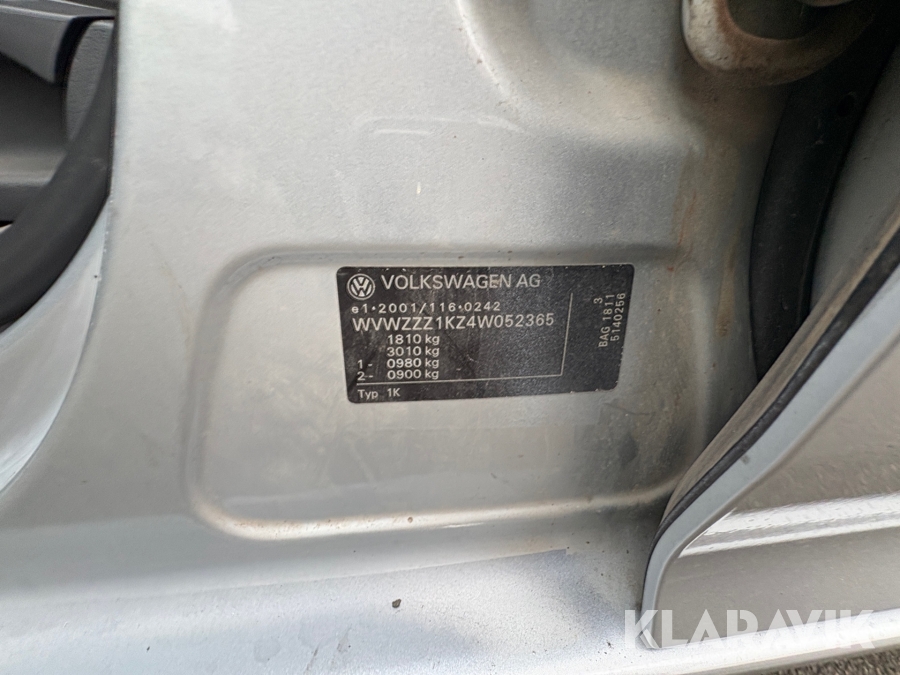 VOLKSWAGEN AG
e1*2001/116*0242
WVWZZZ1KZ4W052365
1810 kg
3010 kg
1- 0980 kg
2- 0900 kg
Typ 1K
3
BAG 1811
5140256
KLARAVIK